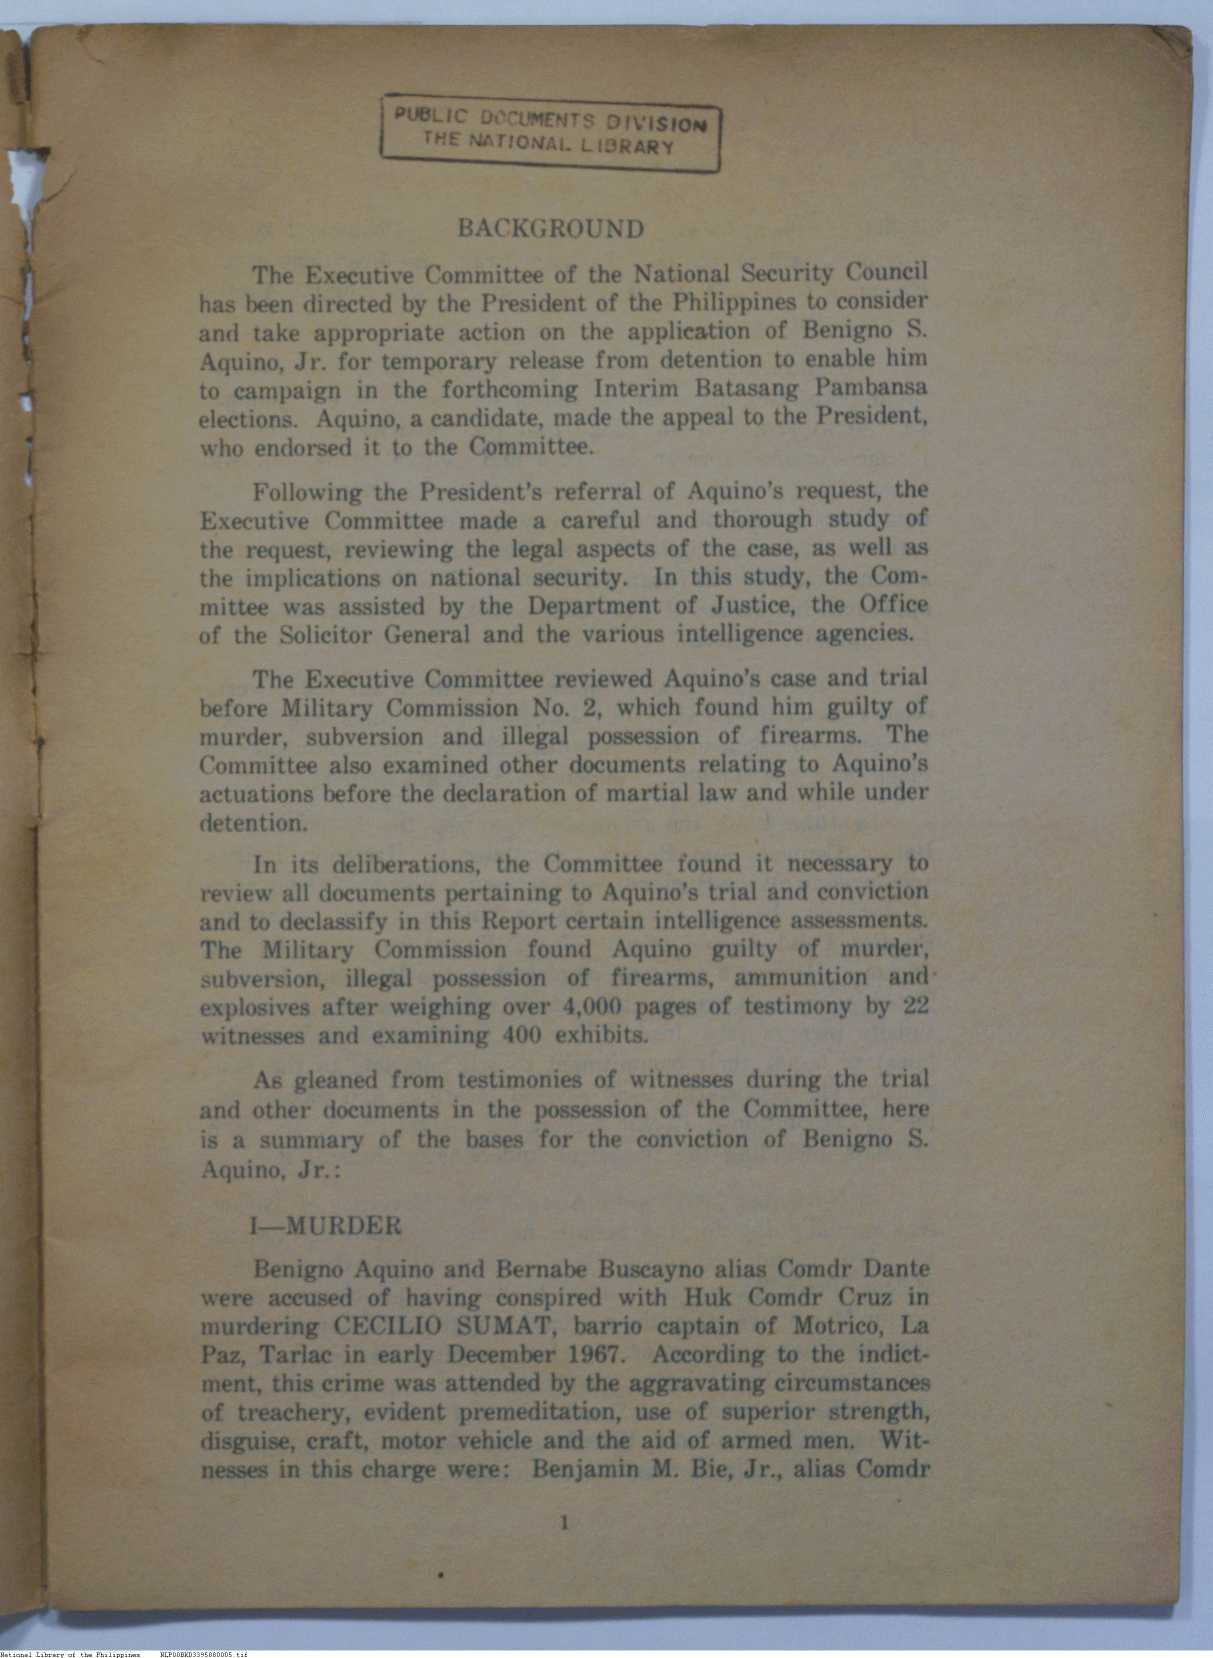 PUBLIC DOCUMENTS DIVISION
THE NATIONAL LIBRARY
BACKGROUND
The Executive Committee of the National Security Council
has been directed by the President of the Philippines to consider
and take appropriate action on the application of Benigno S.
Aquino, Jr. for temporary release from detention to enable him
to campaign in the forthcoming Interim Batasang Pambansa
elections. Aquino, a candidate, made the appeal to the President,
who endorsed it to the Committee.
Following the President's referral of Aquino's request, the
Executive Committee made a careful and thorough study of
the request, reviewing the legal aspects of the case, as well as
the implications on national security. In this study, the Com-
mittee was assisted by the Department of Justice, the Office
of the Solicitor General and the various intelligence agencies.
The Executive Committee reviewed Aquino's case and trial
before Military Commission No. 2, which found him guilty of
murder, subversion and illegal possession of firearms. The
Committee also examined other documents relating to Aquino's
actuations before the declaration of martial law and while under
detention.
In its deliberations, the Committee found it necessary to
review all documents pertaining to Aquino's trial and conviction
and to declassify in this Report certain intelligence assessments.
The Military Commission found Aquino guilty of murder,
subversion, illegal possession of firearms, ammunition and
explosives after weighing over 4,000 pages of testimony by 22
witnesses and examining 400 exhibits.
As gleaned from testimonies of witnesses during the trial
and other documents in the possession of the Committee, here
is a summary of the bases for the conviction of Benigno S.
Aquino, Jr.:
I—MURDER
Benigno Aquino and Bernabe Buscayno alias Comdr Dante
were accused of having conspired with Huk Comdr Cruz in
murdering CECILIO SUMAT, barrio captain of Motrico, La
Paz, Tarlac in early December 1967. According to the indict-
ment, this crime was attended by the aggravating circumstances
of treachery, evident premeditation, use of superior strength,
disguise, craft, motor vehicle and the aid of armed men. Wit-
nesses in this charge were: Benjamin M. Bie, Jr., alias Comdr
1
National Library of the Philippines NLP00BKD3395880005.tif